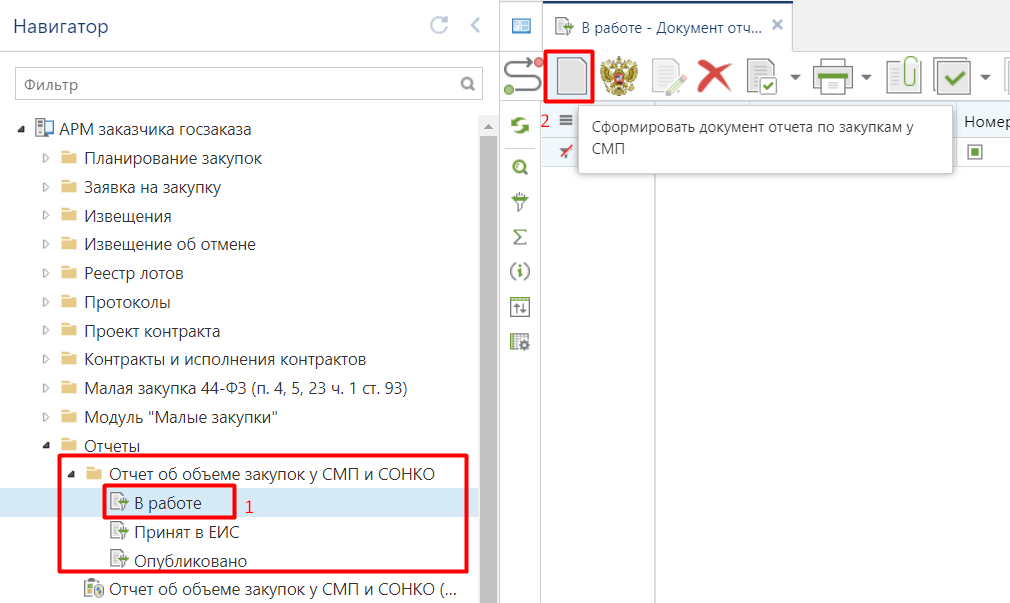 Навигатор
В работе - Документ отч...
Фильтр
2
Сформировать документ отчета по закупкам у
СМП
Номер
АРМ заказчика госзаказа
Планирование закупок
Заявка на закупку
Извещения
Извещение об отмене
Реестр лотов
Протоколы
Проект контракта
Контракты и исполнения контрактов
Малая закупка 44-ФЗ (п. 4, 5, 23 ч. 1 ст. 93)
Модуль "Малые закупки"
Отчеты
Отчет об объеме закупок у СМП и СОНКО
В работе 1
Принят в ЕИС
Опубликовано
Отчет об объеме закупок у СМП и СОНКО (...